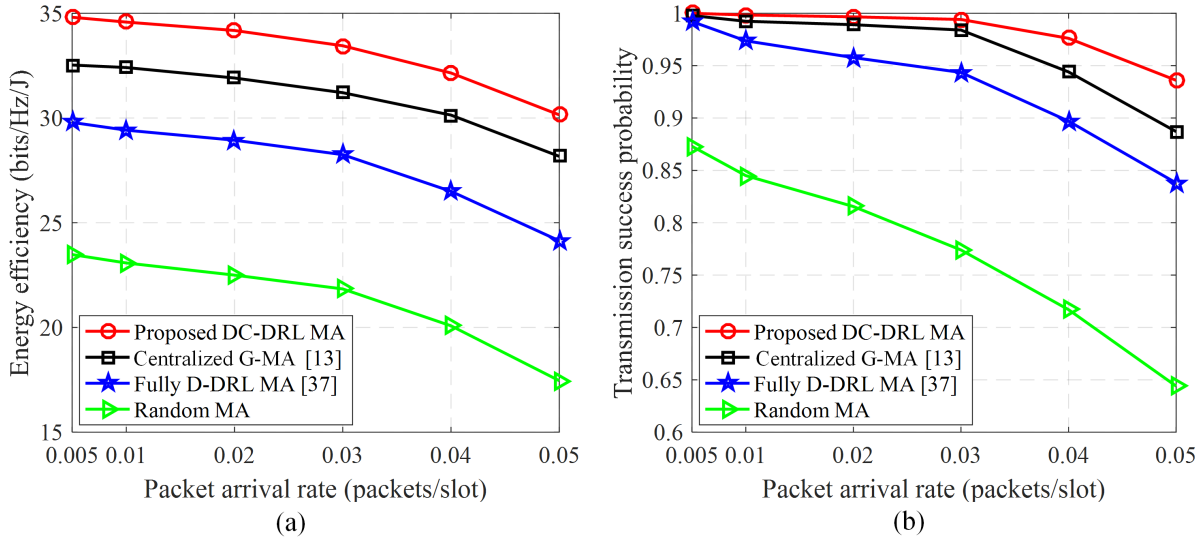 35
30
25
20
15
Energy efficiency (bits/Hz/J)
Proposed DC-DRL MA
Centralized G-MA [13]
Fully D-DRL MA [37]
Random MA
0.005 0.01 0.02 0.03 0.04 0.05
Packet arrival rate (packets/slot)
(a)
1
0.95
0.9
0.85
0.8
0.75
0.7
0.65
0.6
Transmission success probability
Proposed DC-DRL MA
Centralized G-MA [13]
Fully D-DRL MA [37]
Random MA
0.005 0.01 0.02 0.03 0.04 0.05
Packet arrival rate (packets/slot)
(b)